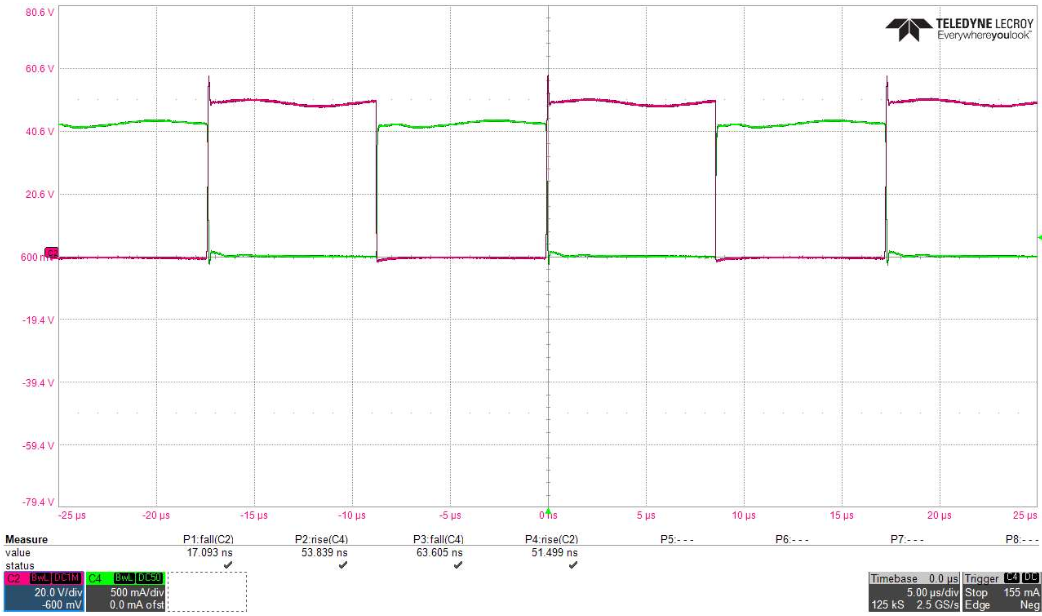 80.6 V
TELEDYNE LECROY
Everywhereyoulook™
60.6 V
40.6 V
20.6 V
C2
-19.4 V
-39.4 V
-59.4 V
-79.4 V
-25 µs -20 µs -15 µs -10 µs -5 µs 5 µs 10 µs 15 µs 20 µs 25 µs
Measure P1:fall(C2) P2:rise(C4) P3:fall(C4) P4:rise(C2) P5:--- P6:--- P7:--- P8:---
value 17.093 ns 53.839 ns 63.605 ns 51.499 ns
status ✔ ✔ ✔ ✔
C2 BwL DC1M C4 BwL DC50 Timebase 0.0 µs Trigger C4 DC
20.0 V/div 500 mA/div 5.00 µs/div Stop 155 mA
-600 mV 0.0 mA ofst 125 kS 2.5 GS/s Edge Neg